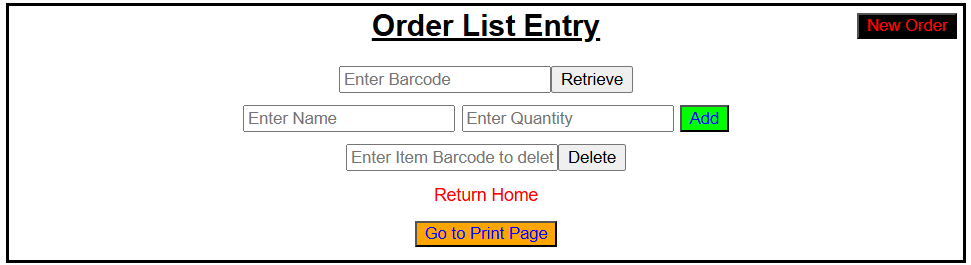 Order List Entry
New Order
Enter Barcode Retrieve
Enter Name Enter Quantity Add
Enter Item Barcode to delet Delete
Return Home
Go to Print Page